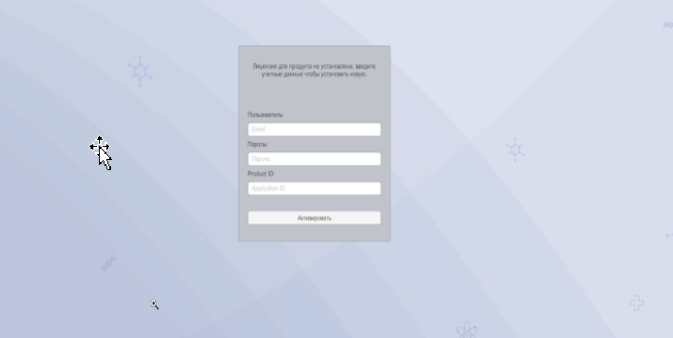 Лицензия для продукта не установлена, введите
учетные данные чтобы установить новую.
Пользователь:
Email
Пароль:
Пароль
Product ID:
Application ID
Активировать